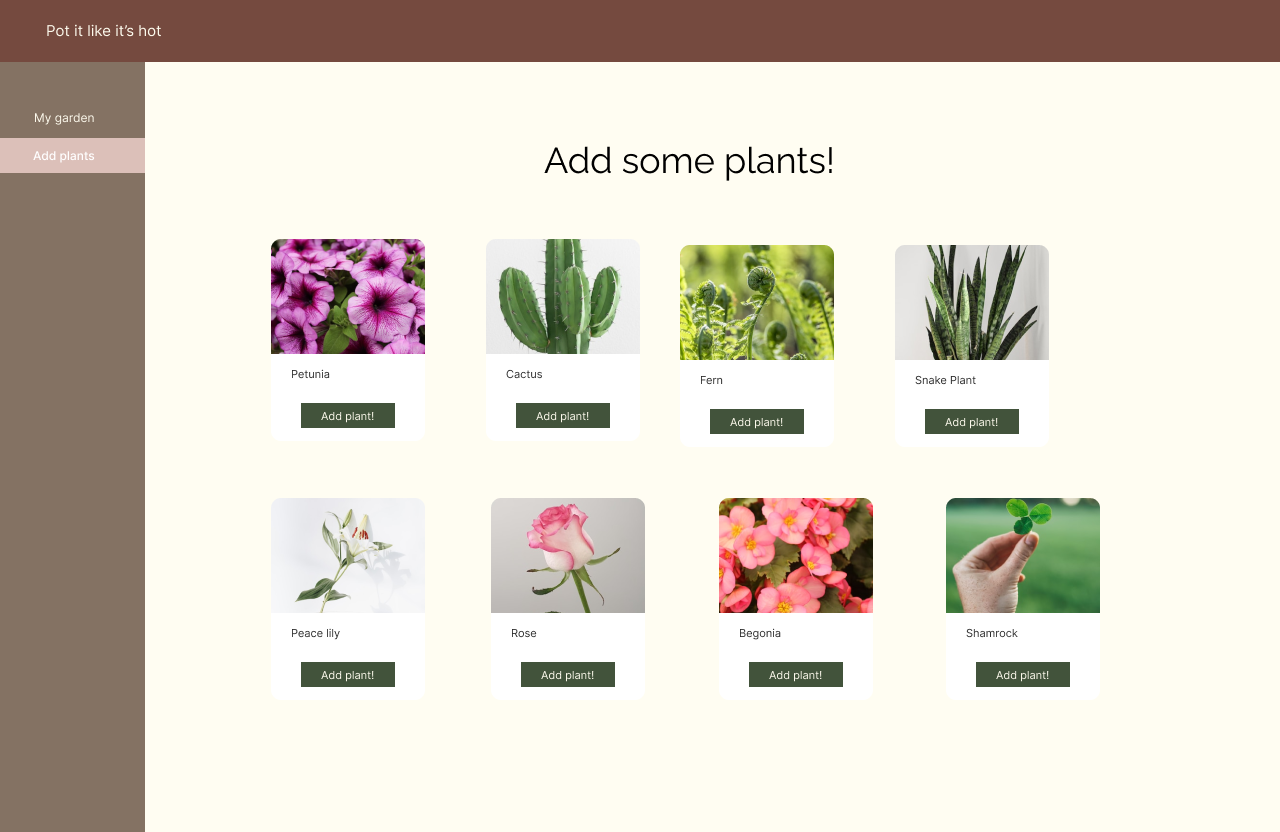 Pot it like it’s hot
My garden
Add plants
Add some plants!
Petunia
Add plant!
Cactus
Add plant!
Fern
Add plant!
Snake Plant
Add plant!
Peace lily
Add plant!
Rose
Add plant!
Begonia
Add plant!
Shamrock
Add plant!